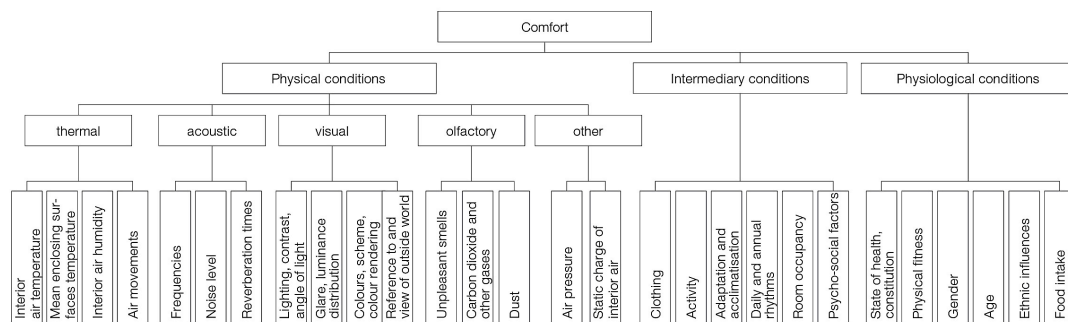 Comfort
Physical conditions
Intermediary conditions
Physiological conditions
thermal
acoustic
visual
olfactory
other
Interior
air temperature
Mean enclosing sur-
faces temperature
Interior air humidity
Air movements
Frequencies
Noise level
Reverberation times
Lighting, contrast,
angle of light
Glare, luminance
distribution
Colours, scheme,
colour rendering
Reference to and
view of outside world
Unpleasant smells
Carbon dioxide and
other gases
Dust
Air pressure
Static charge of
interior air
Clothing
Activity
Adaptation and
acclimatisation
Daily and annual
rhythms
Room occupancy
Psycho-social factors
State of health,
constitution
Physical fitness
Gender
Age
Ethnic influences
Food intake